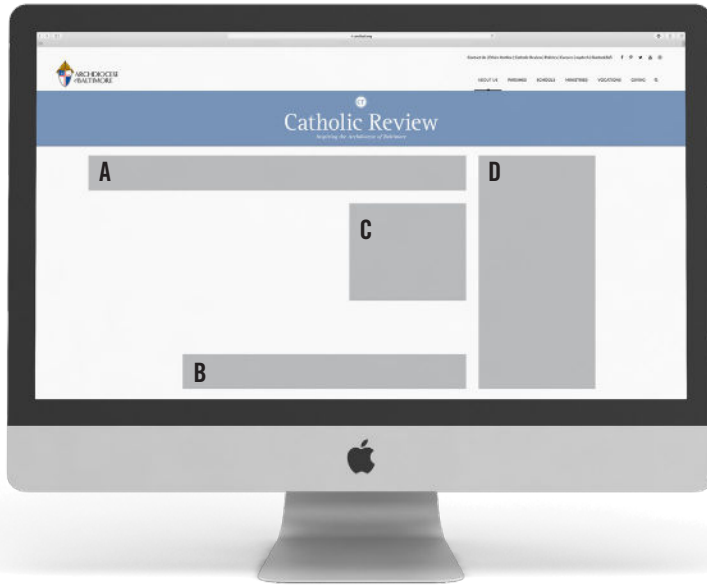 ARCHDIOCESE
of BALTIMORE
ABOUT US PARISHES SCHOOLS MINISTRIES VOCATIONS GIVING
CR
Catholic Review
Inspiring the Archdiocese of Baltimore
A
D
C
B